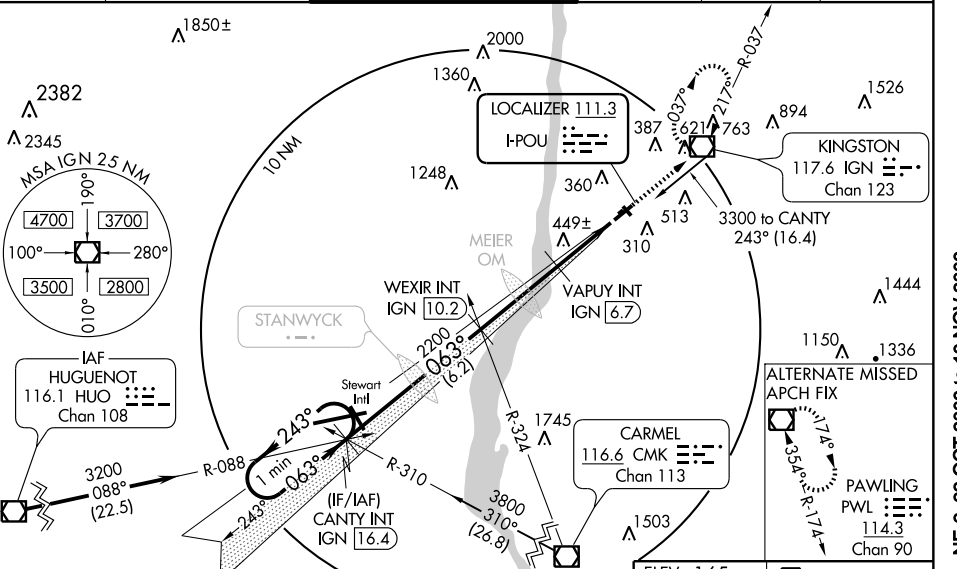 1850±
2000
1360
2382
2345
MSA IGN 25 NM
190°
4700
3700
100°
280°
3500
2800
010°
10 NM
LOCALIZER 111.3
I-POU
1248
360
387
621
763
894
1526
037°
217°
R-037
KINGSTON
117.6 IGN
Chan 123
513
310
449±
3300 to CANTY
243° (16.4)
MEIER
OM
WEXIR INT
IGN 10.2
VAPUY INT
IGN 6.7
STANWYCK
2200
063°
(6.2)
1444
1150
1336
IAF
HUGUENOT
116.1 HUO
Chan 108
Stewart
Intl
243°
1 min
063°
243°
3200
088°
(22.5)
R-088
(IF/IAF)
CANTY INT
IGN 16.4
R-310
R-324
1745
3800
310°
(26.8)
CARMEL
116.6 CMK
Chan 113
1503
ALTERNATE MISSED
APCH FIX
174°
354°
R-174
PAWLING
PWL
114.3
Chan 90